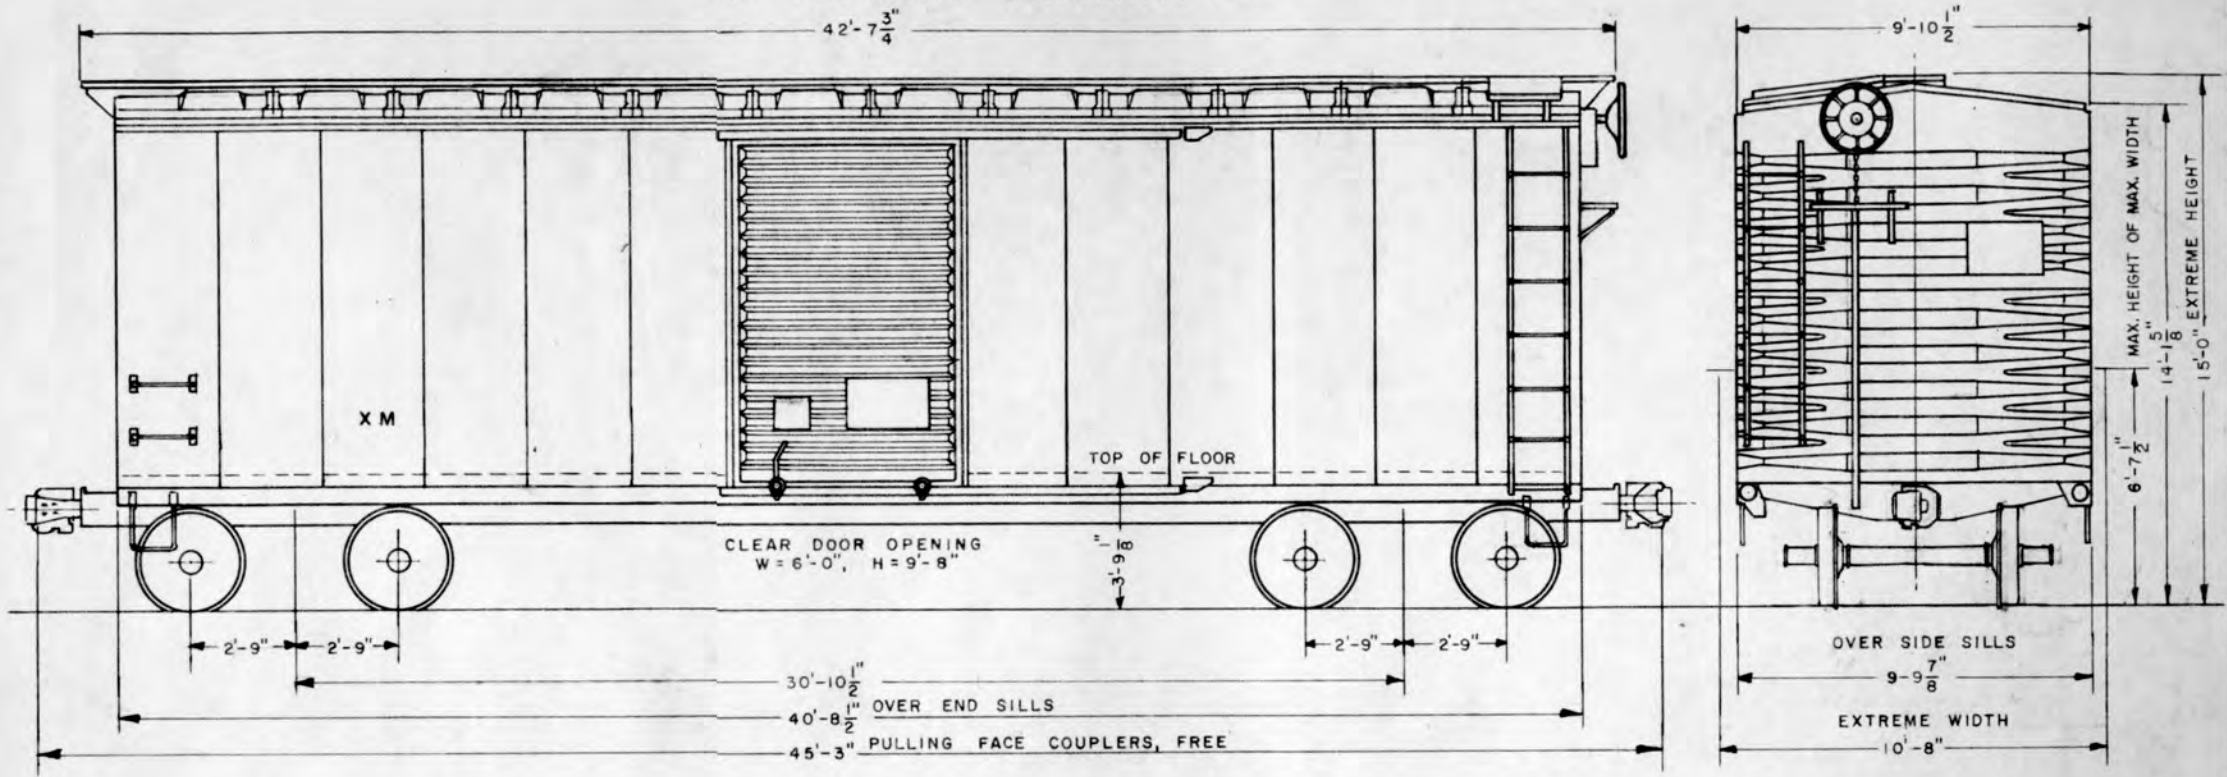 42'-7 3/4"
9'-10 1/2"
MAX. HEIGHT OF MAX. WIDTH
14'-1 5/8"
15'-0" EXTREME HEIGHT
6'-7 1/2"
XM
TOP OF FLOOR
3'-9 1/8"
CLEAR DOOR OPENING
W=6'-0", H=9'-8"
2'-9"
2'-9"
2'-9"
2'-9"
30'-10 1/2"
40'-8 1/2" OVER END SILLS
45'-3" PULLING FACE COUPLERS, FREE
OVER SIDE SILLS
9-9 7/8"
EXTREME WIDTH
10'-8"